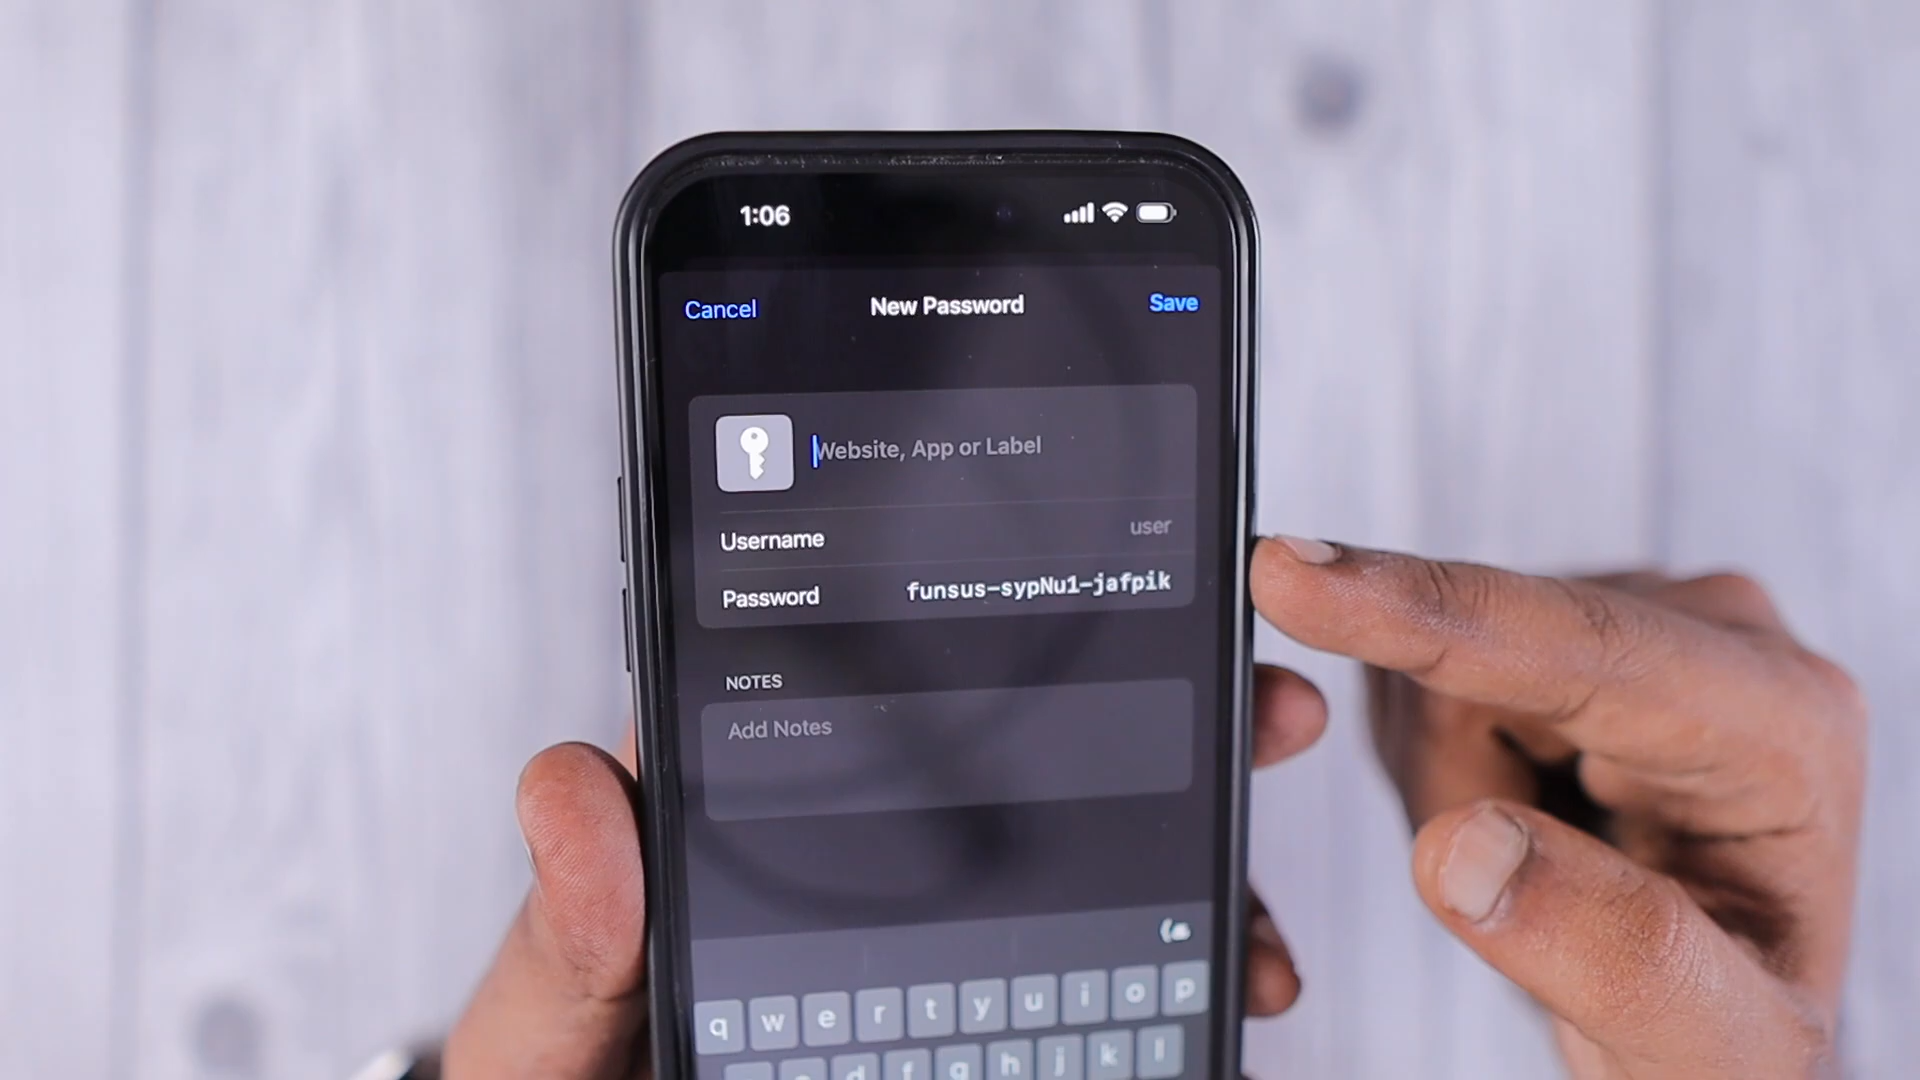 1:06
Cancel New Password Save
Website, App or Label
Username user
Password funsus-sypNu1-jafpik
NOTES
Add Notes
q w e r t y u i o p
d f g h j k l